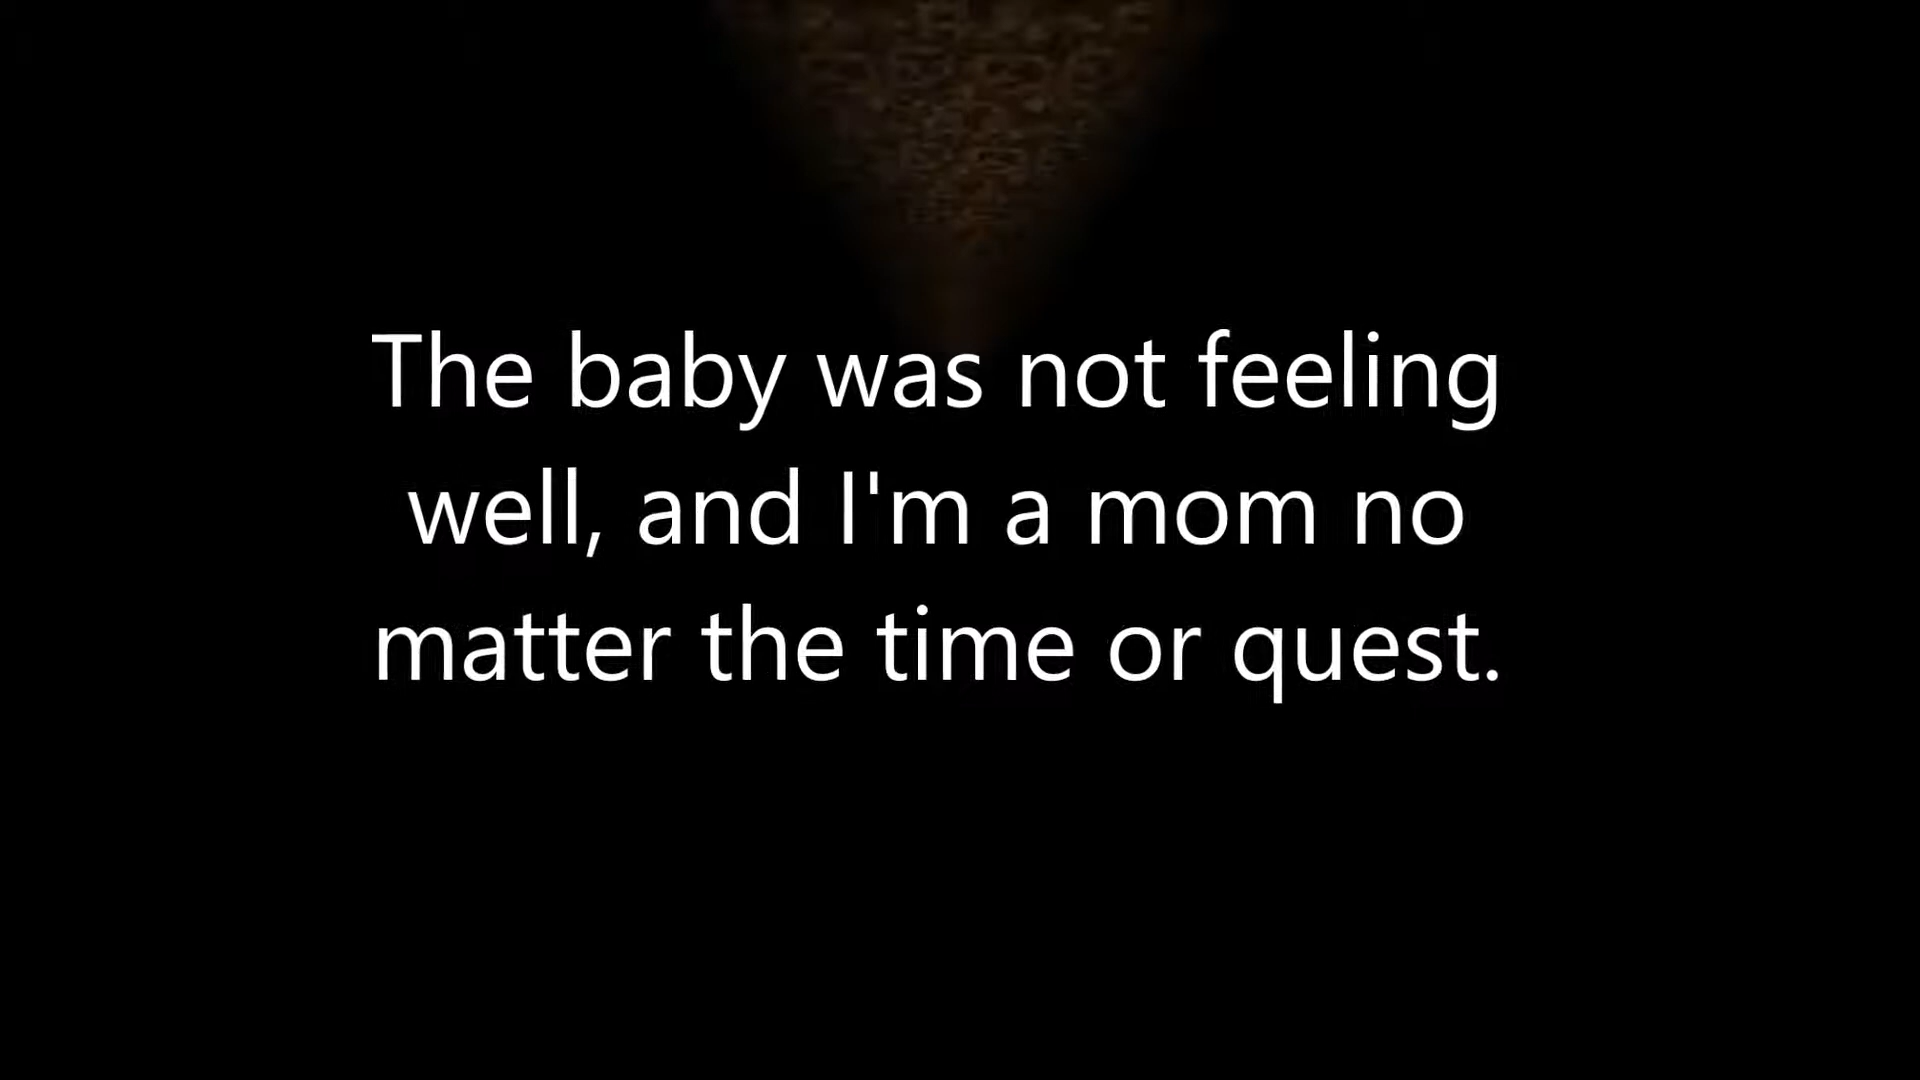 The baby was not feeling
well, and I'm a mom no
matter the time or quest.